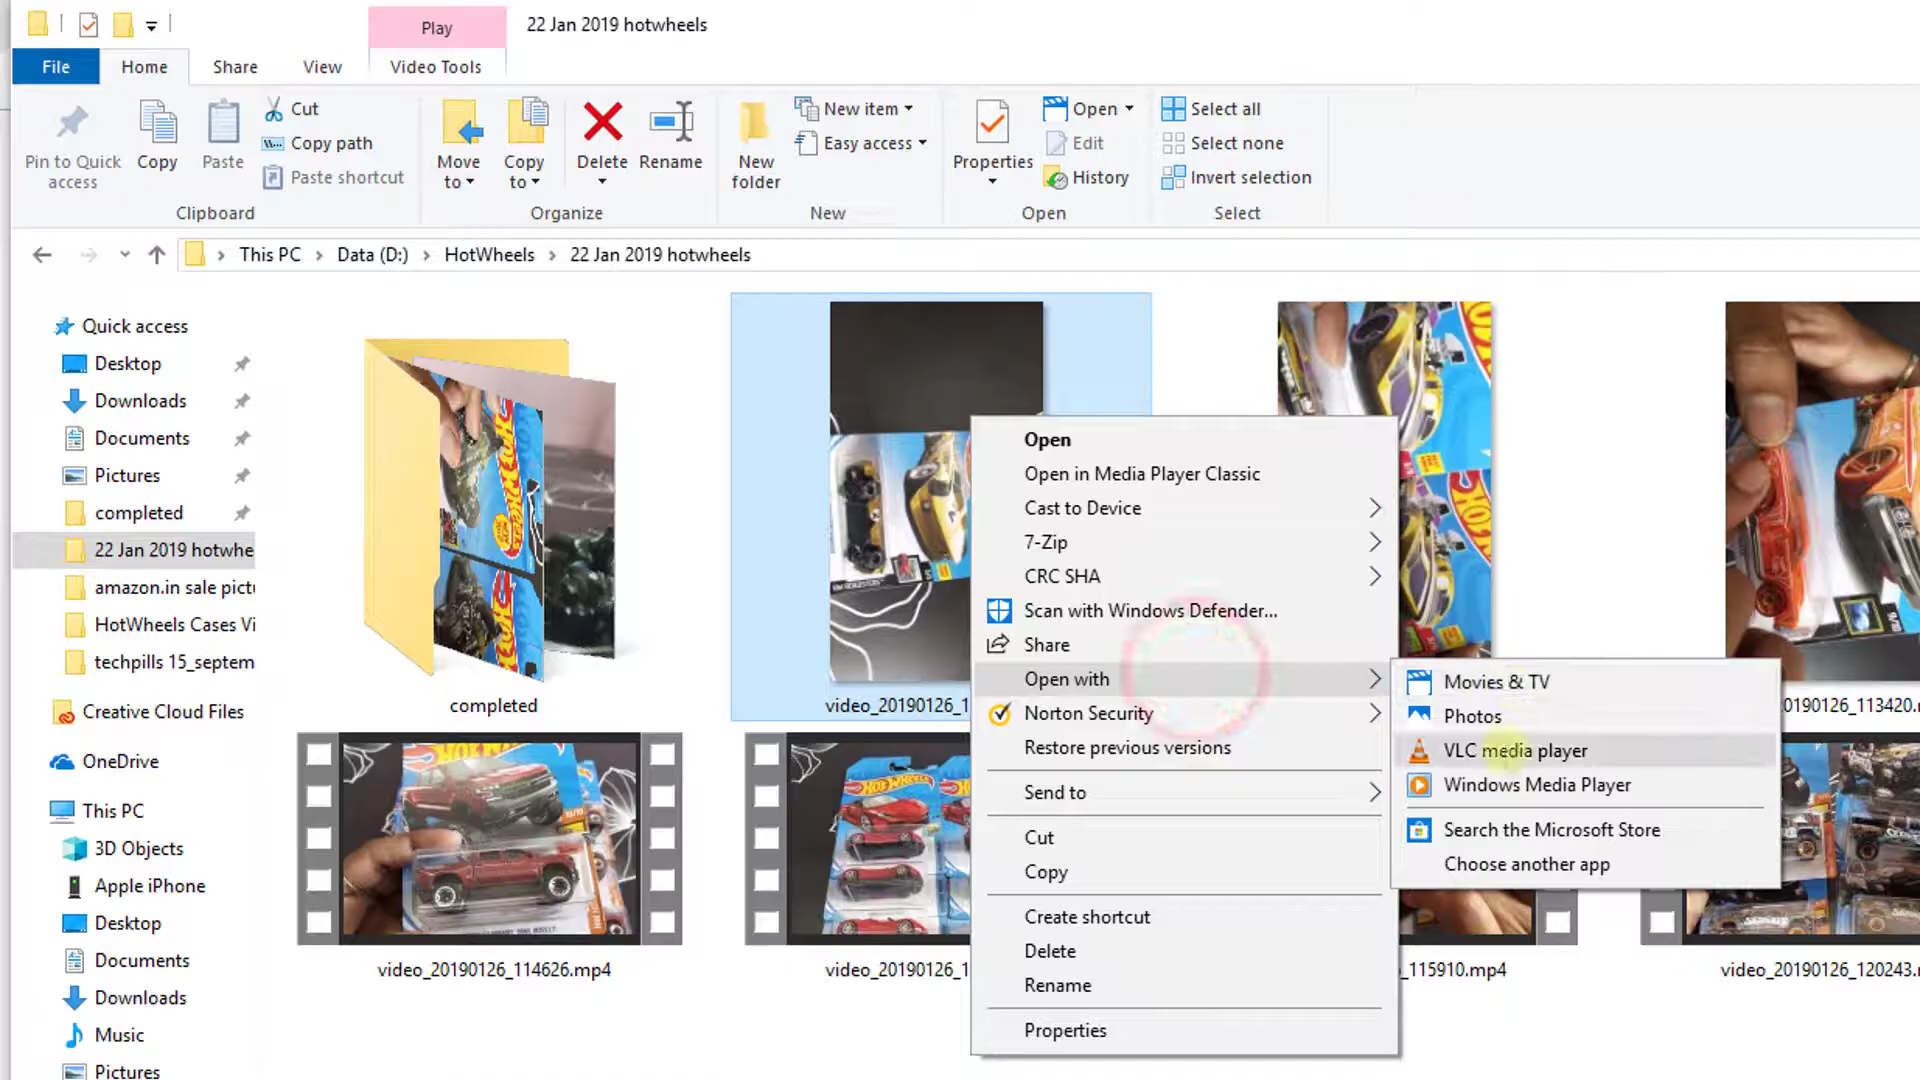 Play
22 Jan 2019 hotwheels
File
Home
Share
View
Video Tools
Pin to Quick
access
Copy
Paste
Cut
Copy path
Paste shortcut
Clipboard
Move
to
Copy
to
Delete
Rename
Organize
New
folder
New item
Easy access
New
Properties
Open
Edit
History
Open
Select all
Select none
Invert selection
Select
This PC
Data (D:)
HotWheels
22 Jan 2019 hotwheels
Quick access
Desktop
Downloads
Documents
Pictures
completed
22 Jan 2019 hotwhe
amazon.in sale pictu
HotWheels Cases Vi
techpills 15_septem
Creative Cloud Files
OneDrive
This PC
3D Objects
Apple iPhone
Desktop
Documents
Downloads
Music
Pictures
completed
video_20190126_1
0190126_113420.
video_20190126_114626.mp4
video_20190126_1
_115910.mp4
video_20190126_120243.
Open
Open in Media Player Classic
Cast to Device
7-Zip
CRC SHA
Scan with Windows Defender...
Share
Open with
Norton Security
Restore previous versions
Send to
Cut
Copy
Create shortcut
Delete
Rename
Properties
Movies & TV
Photos
VLC media player
Windows Media Player
Search the Microsoft Store
Choose another app